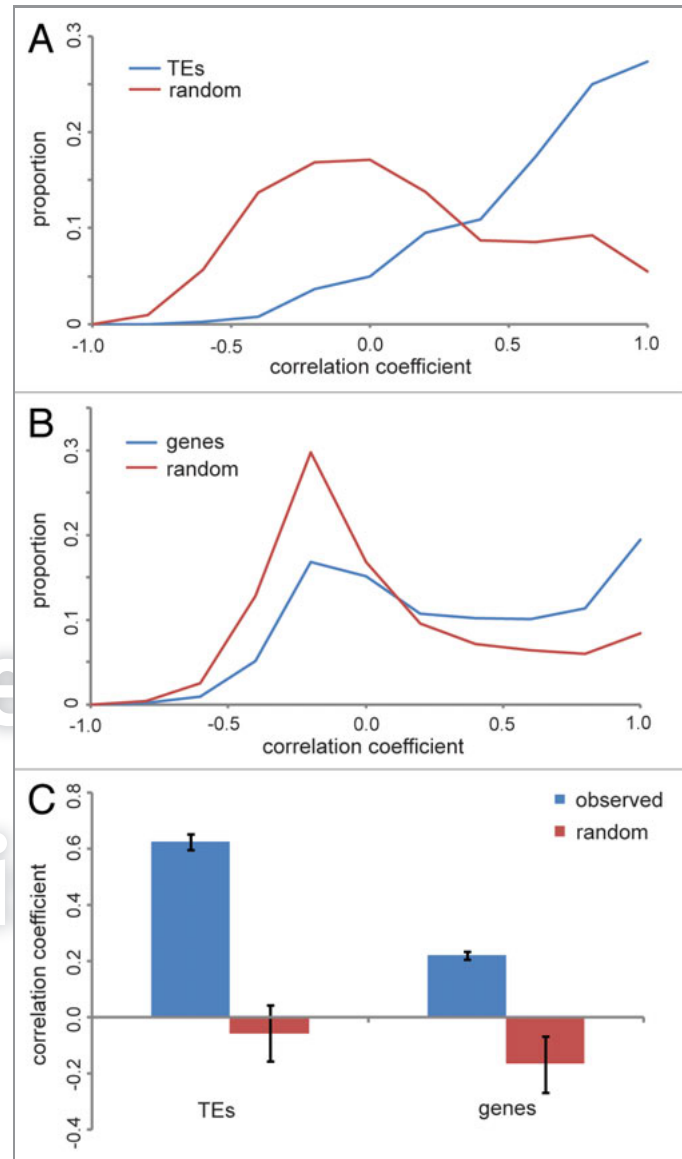 A
TEs
random
proportion
0.3
0.2
0.1
0
-1.0 -0.5 0.0 0.5 1.0
correlation coefficient
B
genes
random
proportion
0.3
0.2
0.1
0
-1.0 -0.5 0.0 0.5 1.0
correlation coefficient
C
observed
random
correlation coefficient
0.8
0.6
0.4
0.2
0.0
-0.2
-0.4
TEs genes